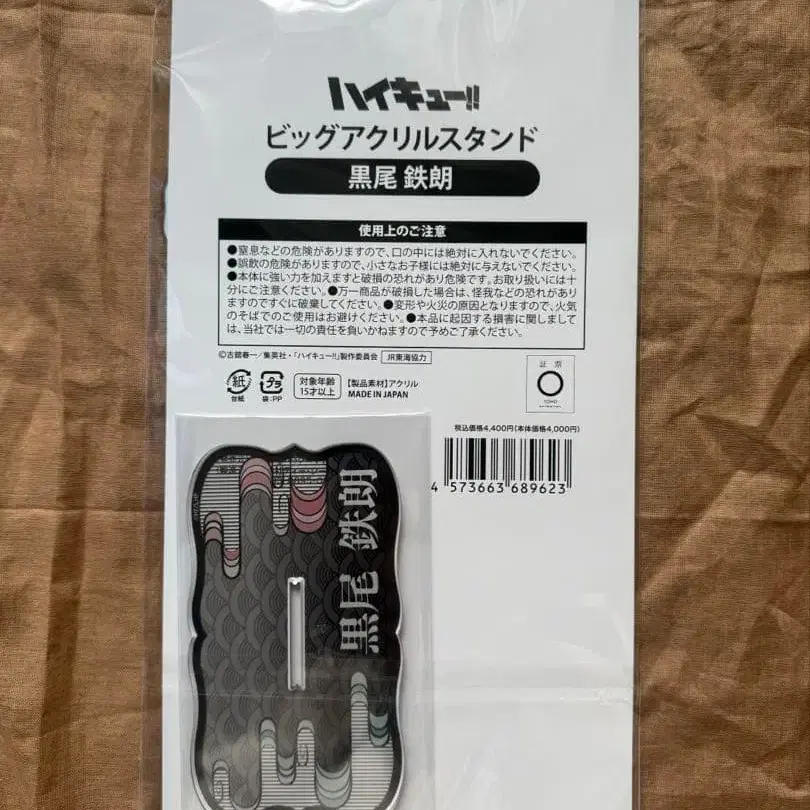 ハイキュー!!
ビッグアクリルスタンド
黒尾 鉄朗
使用上のご注意
●窒息などの危険がありますので、口の中には絶対に入れないでください。
●誤飲の危険がありますので、小さなお子様には絶対に与えないでください。
●本体に強い力を加えますと破損の恐れがあり危険です。お取り扱いには十
分にご注意ください。●万一商品が破損した場合は、怪我などの恐れがあり
ますのですぐに破棄してください。●変形や火災の原因となりますので、火気
のそばでのご使用はお避けください。●本品に起因する損害に関しまして
は、当社では一切の責任を負いかねますので予めご了承ください。
©古舘春一/集英社・「ハイキュー!!」製作委員会 JR東海協力
紙 台紙
プラ 袋:PP
対象年齢
15才以上
【製品素材】アクリル
MADE IN JAPAN
証票
TOHO
税込価格4,400円(本体価格4,000円)
4 573663 689623
黒尾 鉄朗